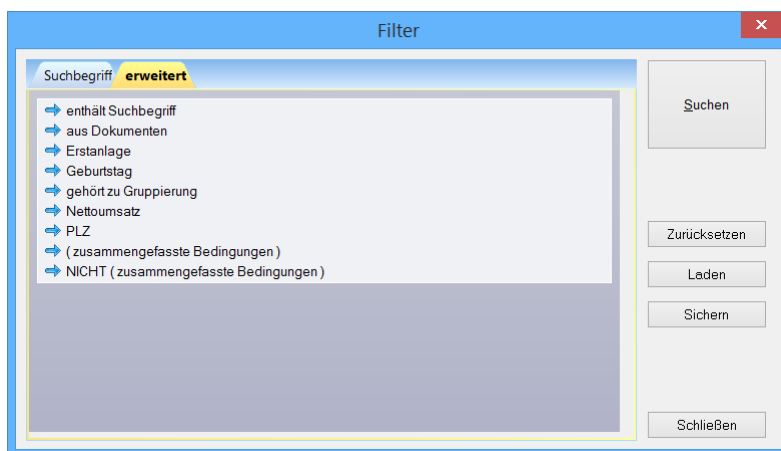 Filter
Suchbegriff erweitert
enthält Suchbegriff
aus Dokumenten
Erstanlage
Geburtstag
gehört zu Gruppierung
Nettoumsatz
PLZ
( zusammengefasste Bedingungen )
NICHT ( zusammengefasste Bedingungen )
Suchen
Zurücksetzen
Laden
Sichern
Schließen